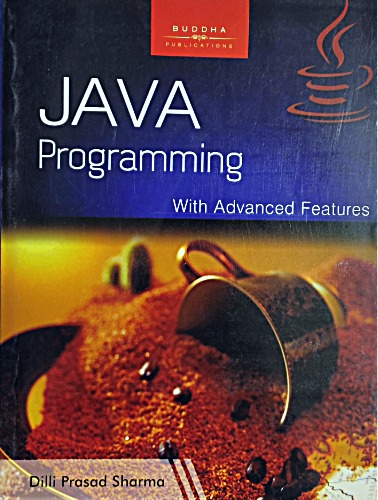 BUDDHA
PUBLICATIONS
JAVA
Programming
With Advanced Features
Dilli Prasad Sharma